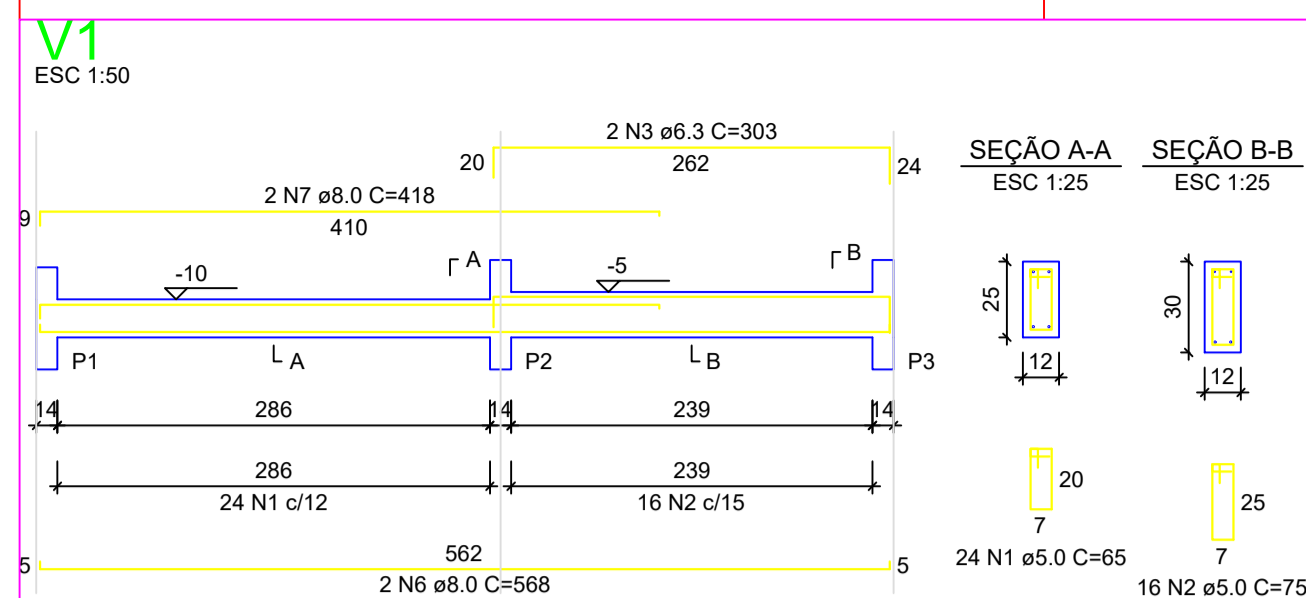 V1
ESC 1:50
2 N3 ø6.3 C=303
20
262
24
2 N7 ø8.0 C=418
9
410
SEÇÃO A-A
ESC 1:25
SEÇÃO B-B
ESC 1:25
-10
A
-5
B
P1
A
P2
B
P3
25
12
30
12
14
286
14
239
14
286
24 N1 c/12
239
16 N2 c/15
20
7
24 N1 ø5.0 C=65
25
7
16 N2 ø5.0 C=75
5
562
5
2 N6 ø8.0 C=568